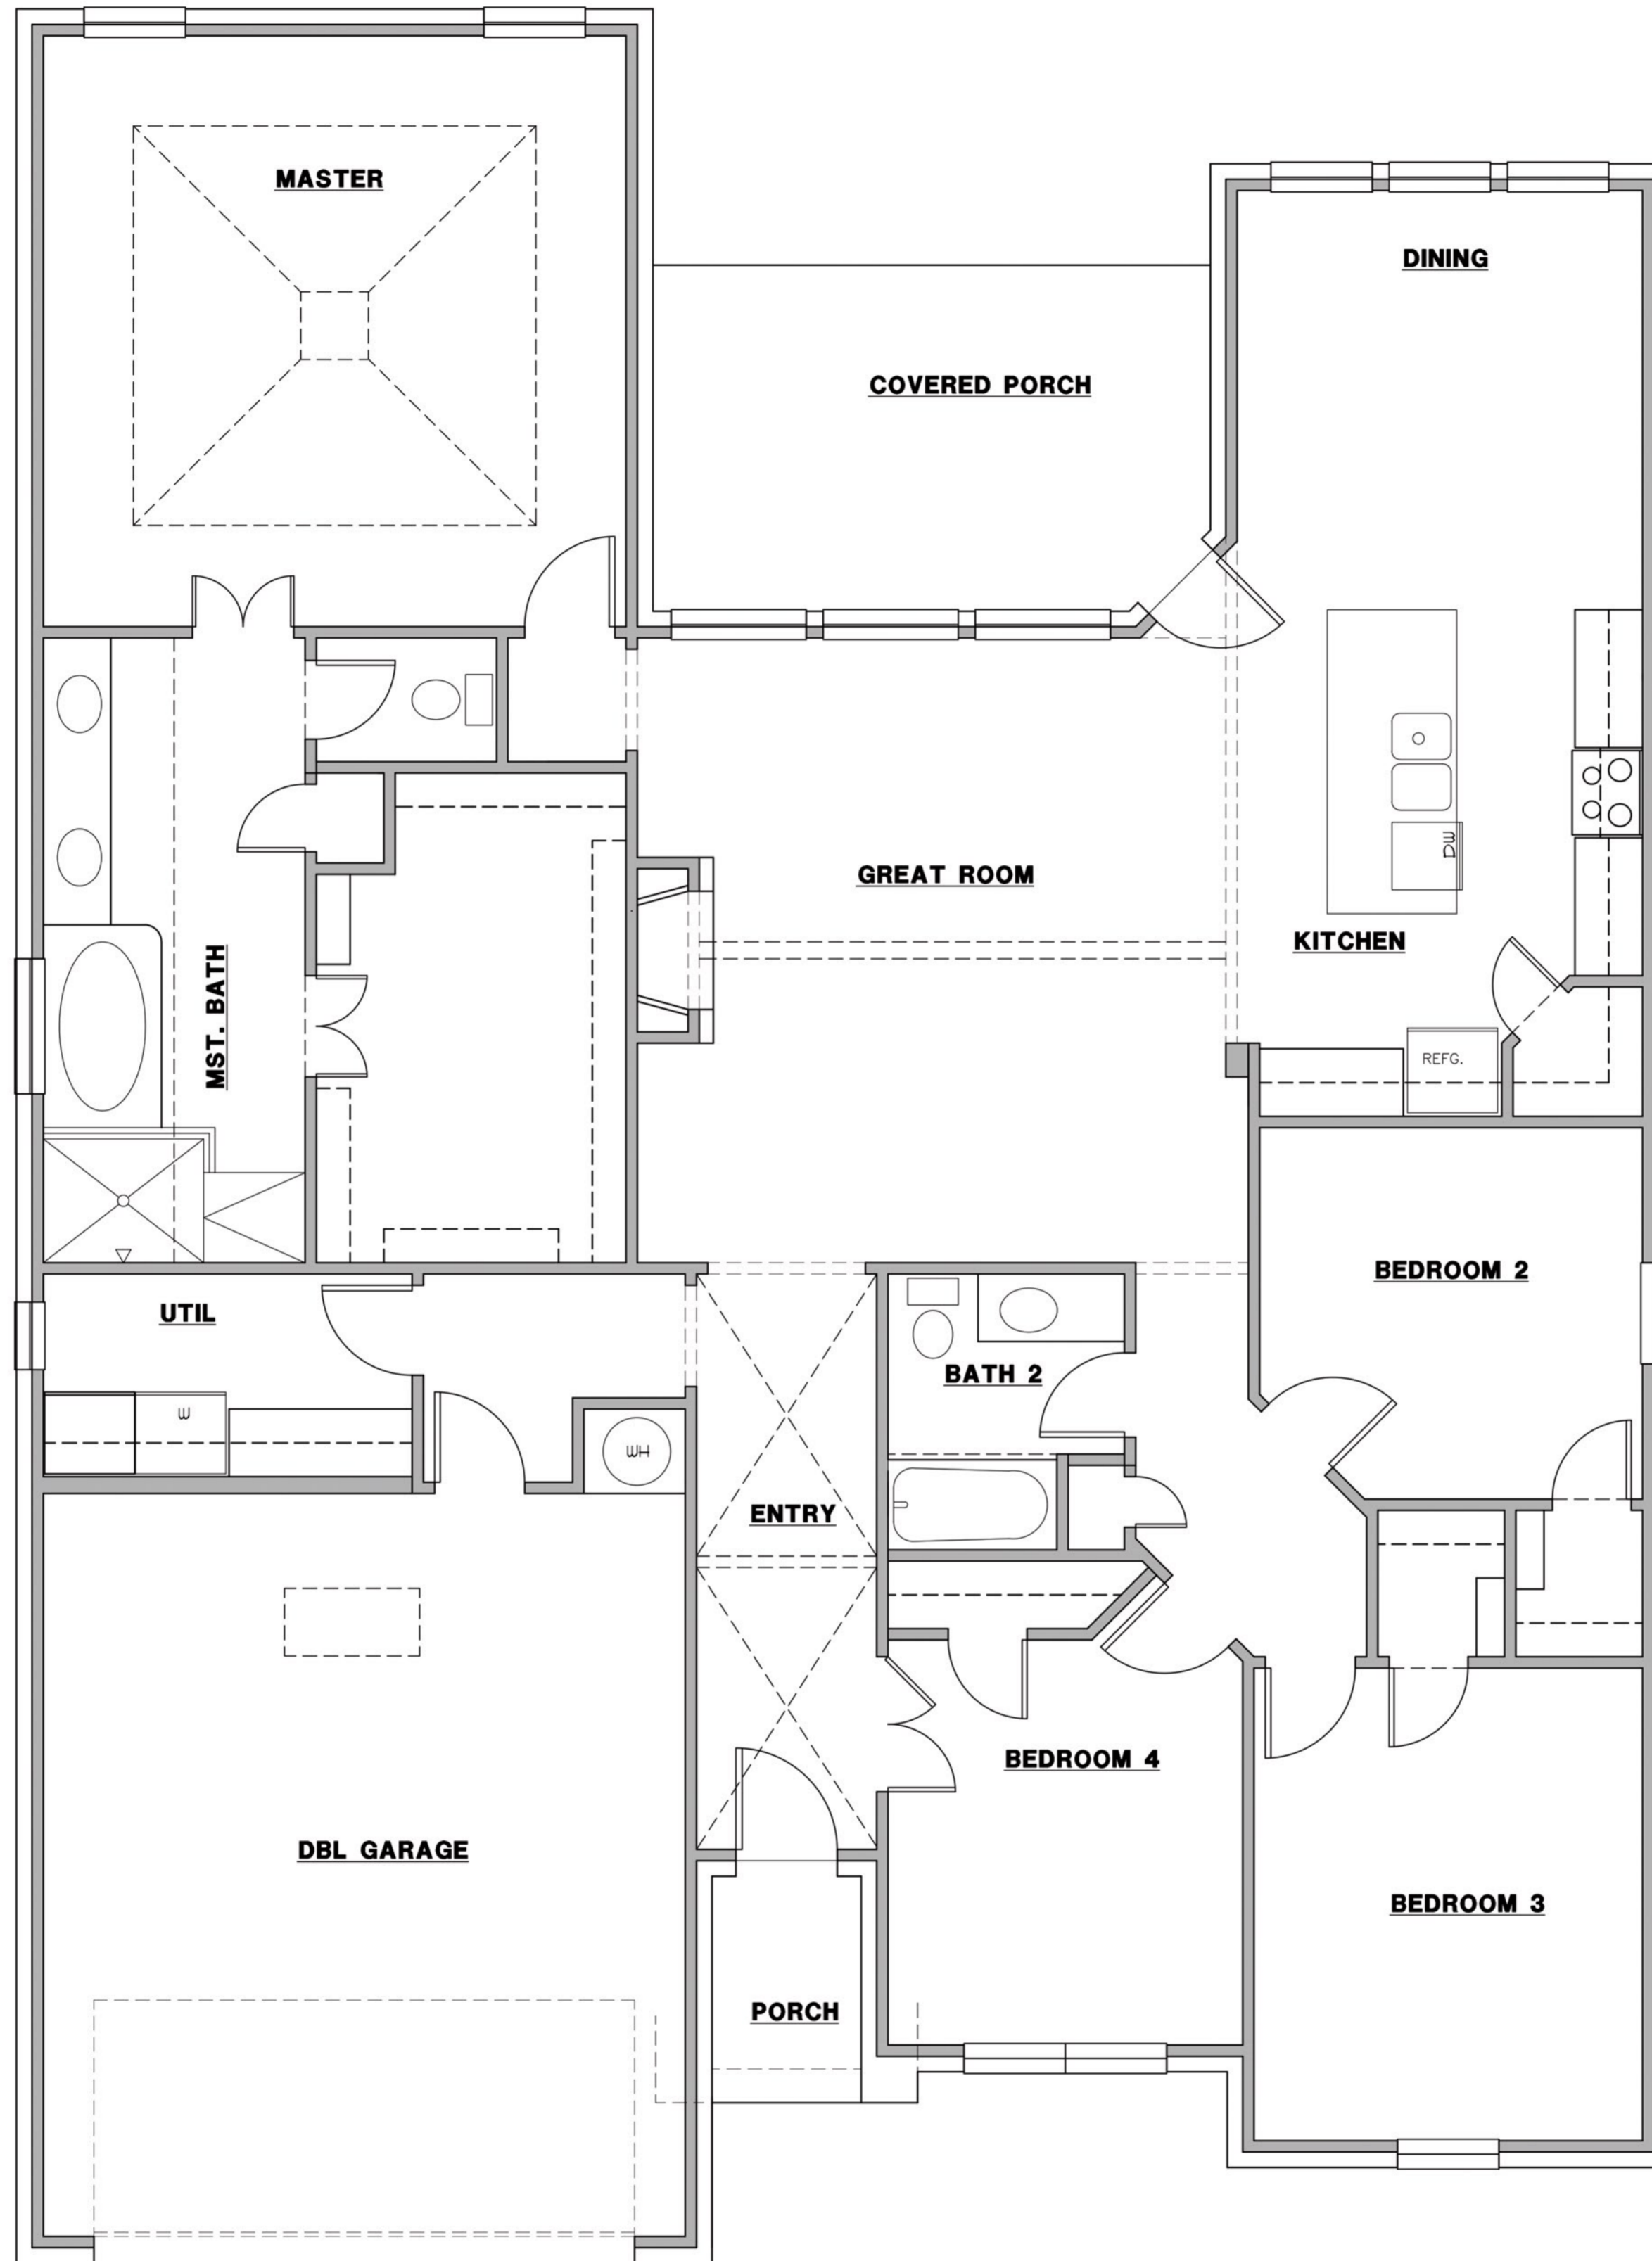 MASTER
DINING
COVERED PORCH
GREAT ROOM
DW
KITCHEN
MST. BATH
REFG.
BEDROOM 2
UTIL
BATH 2
W
WH
ENTRY
BEDROOM 4
DBL GARAGE
BEDROOM 3
PORCH